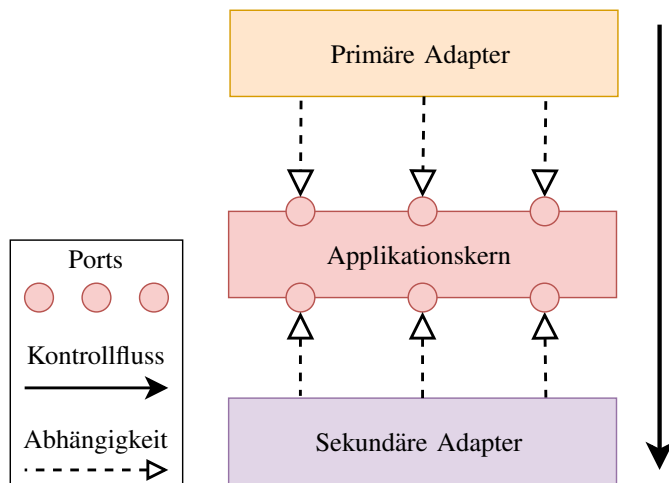 Primäre Adapter
Applikationskern
Ports
Kontrollfluss
Abhängigkeit
Sekundäre Adapter